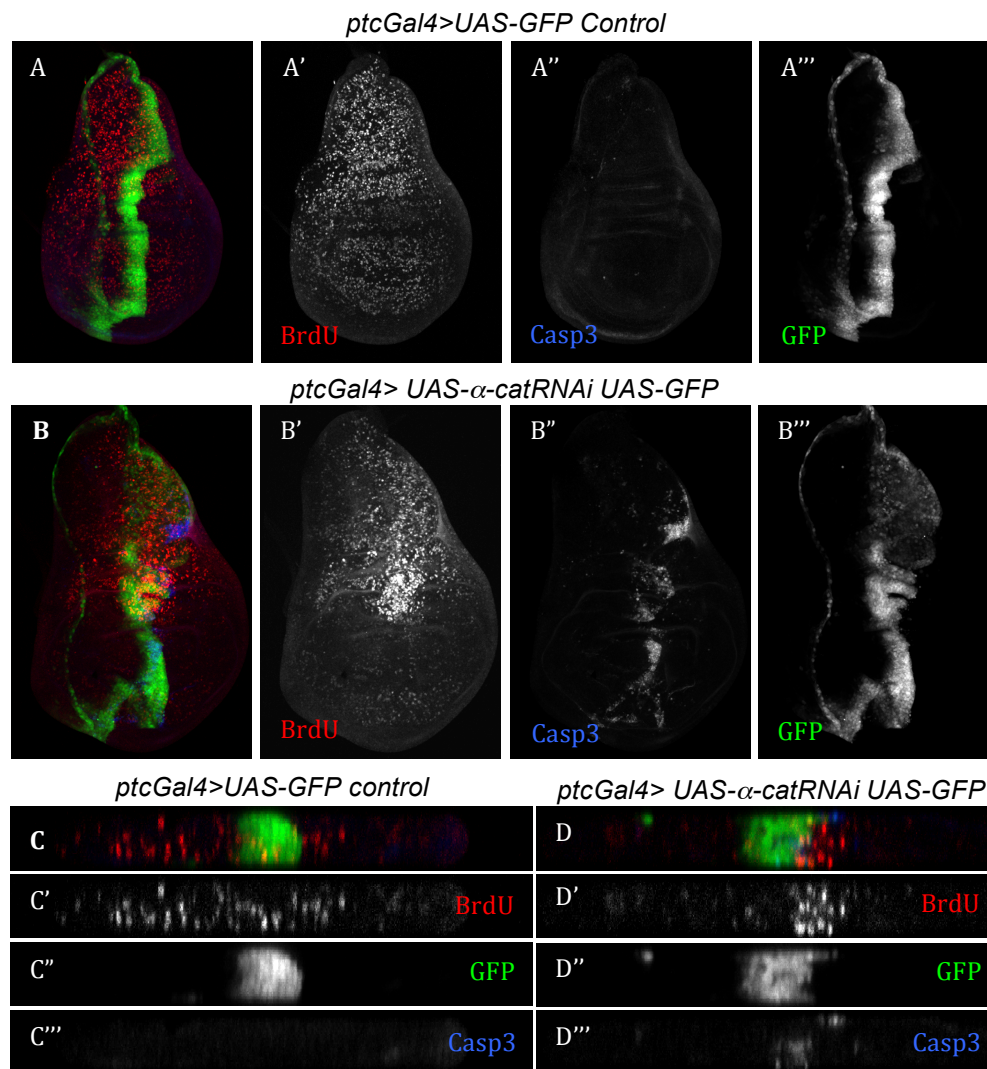 ptcGal4>UAS-GFP Control
A A' A'' A'''
BrdU Casp3 GFP
ptcGal4> UAS-α-catRNAi UAS-GFP
B B' B'' B'''
BrdU Casp3 GFP
ptcGal4>UAS-GFP control
C
C' BrdU
C'' GFP
C''' Casp3
ptcGal4> UAS-α-catRNAi UAS-GFP
D
D' BrdU
D'' GFP
D''' Casp3